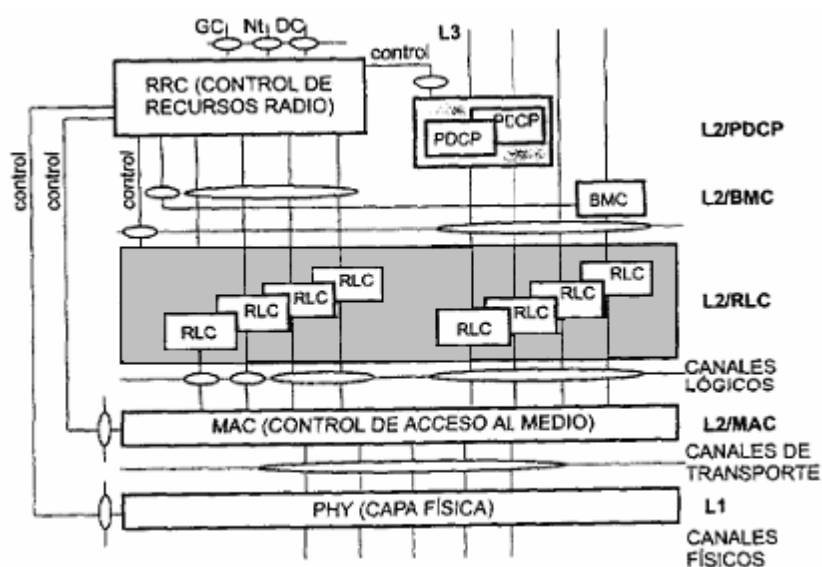 GC Nt DC
L3
control
RRC (CONTROL DE
RECURSOS RADIO)
PDCP
PDCP
L2/PDCP
control
control
control
BMC
L2/BMC
RLC
RLC
RLC
RLC
RLC
RLC
RLC
RLC
L2/RLC
CANALES
LÓGICOS
MAC (CONTROL DE ACCESO AL MEDIO)
L2/MAC
CANALES DE
TRANSPORTE
PHY (CAPA FÍSICA)
L1
CANALES
FÍSICOS